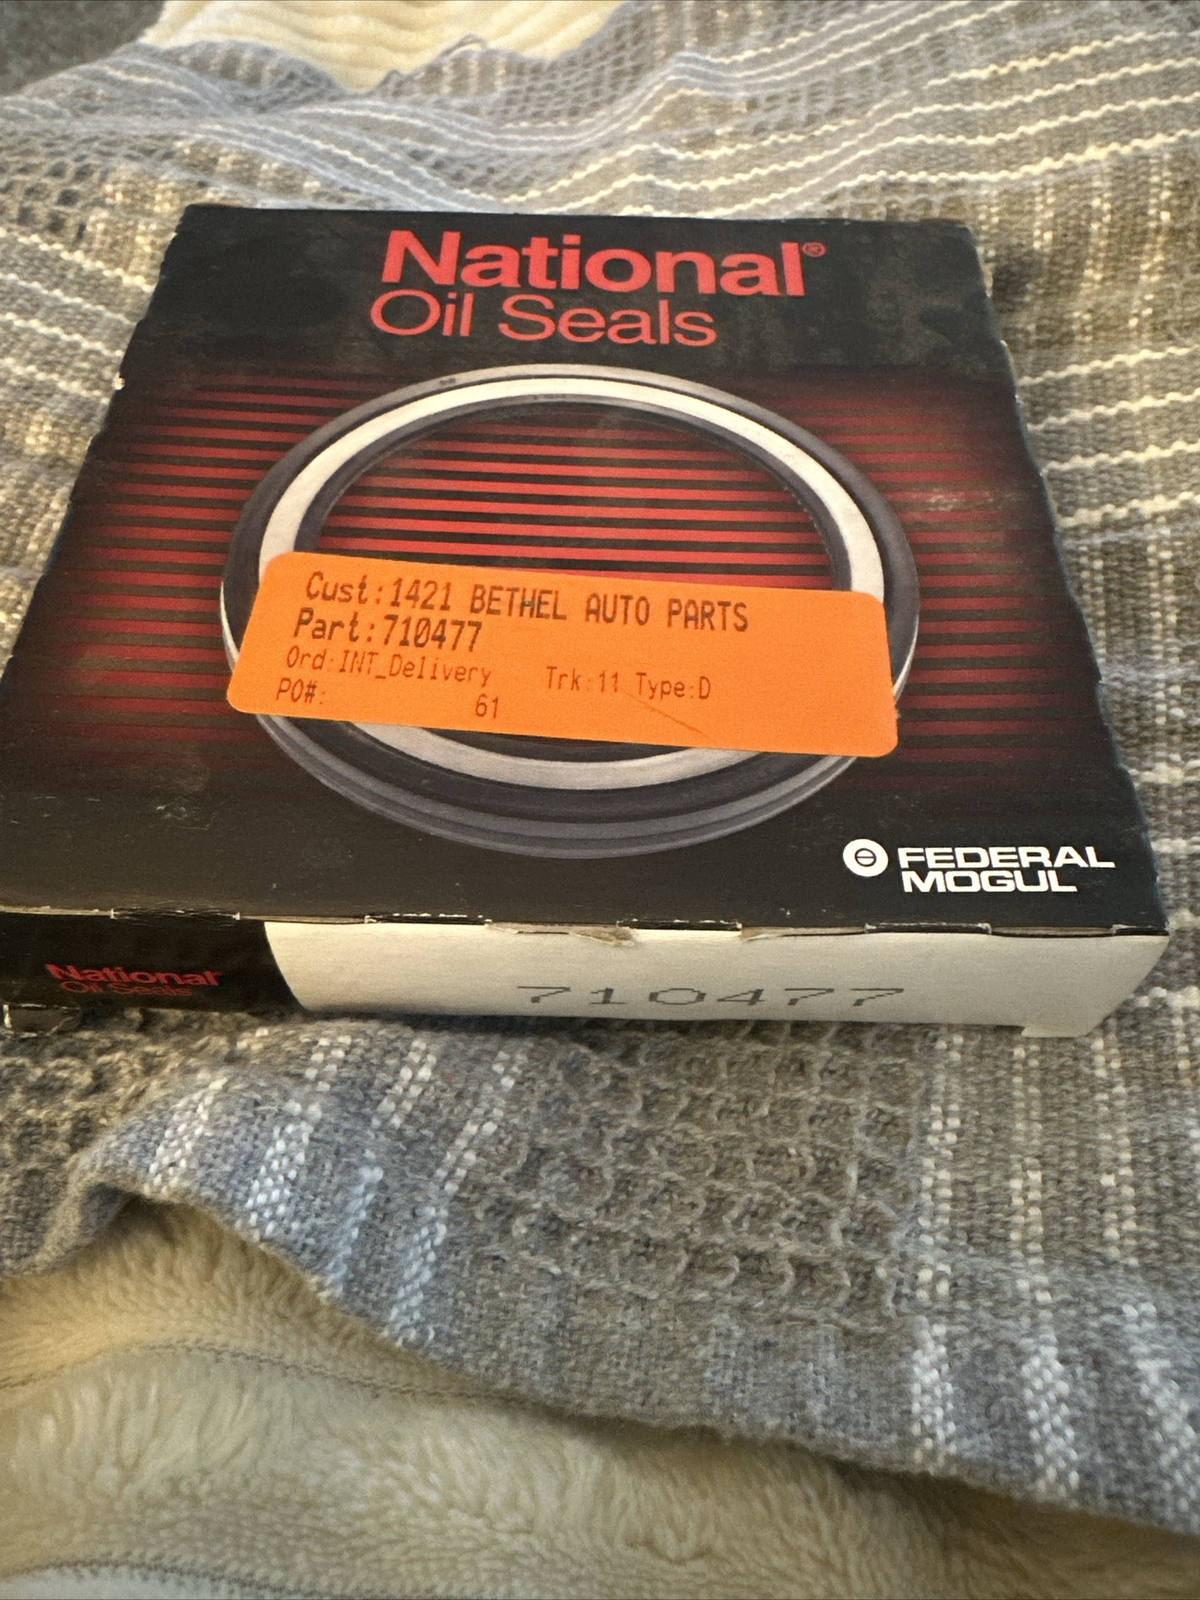 National®
Oil Seals
Cust:1421 BETHEL AUTO PARTS
Part:710477
Ord:INT_Delivery Trk:11 Type:D
PO#: 61
FEDERAL
MOGUL
National
Oil Seals
710477